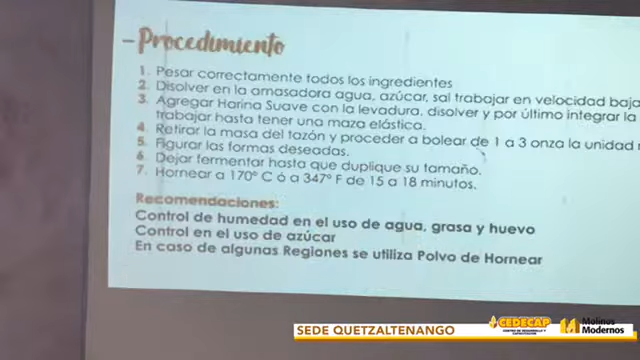 -Procedimiento
1. Pesar correctamente todos los ingredientes
2. Disolver en la amasadora agua, azúcar, sal trabajar en velocidad baja
3. Agregar Harina Suave con la levadura, disolver y por último integrar la
trabajar hasta tener una maza elástica.
4. Retirar la masa del tazón y proceder a bolear de 1 a 3 onza la unidad
5. Figurar las formas deseadas.
6. Dejar fermentar hasta que duplique su tamaño.
7. Hornear a 170º C ó a 347º F de 15 a 18 minutos.
Recomendaciones:
Control de humedad en el uso de agua, grasa y huevo
Control en el uso de azúcar
En caso de algunas Regiones se utiliza Polvo de Hornear
SEDE QUETZALTENANGO
CEDECAP
Molinos
Modernos